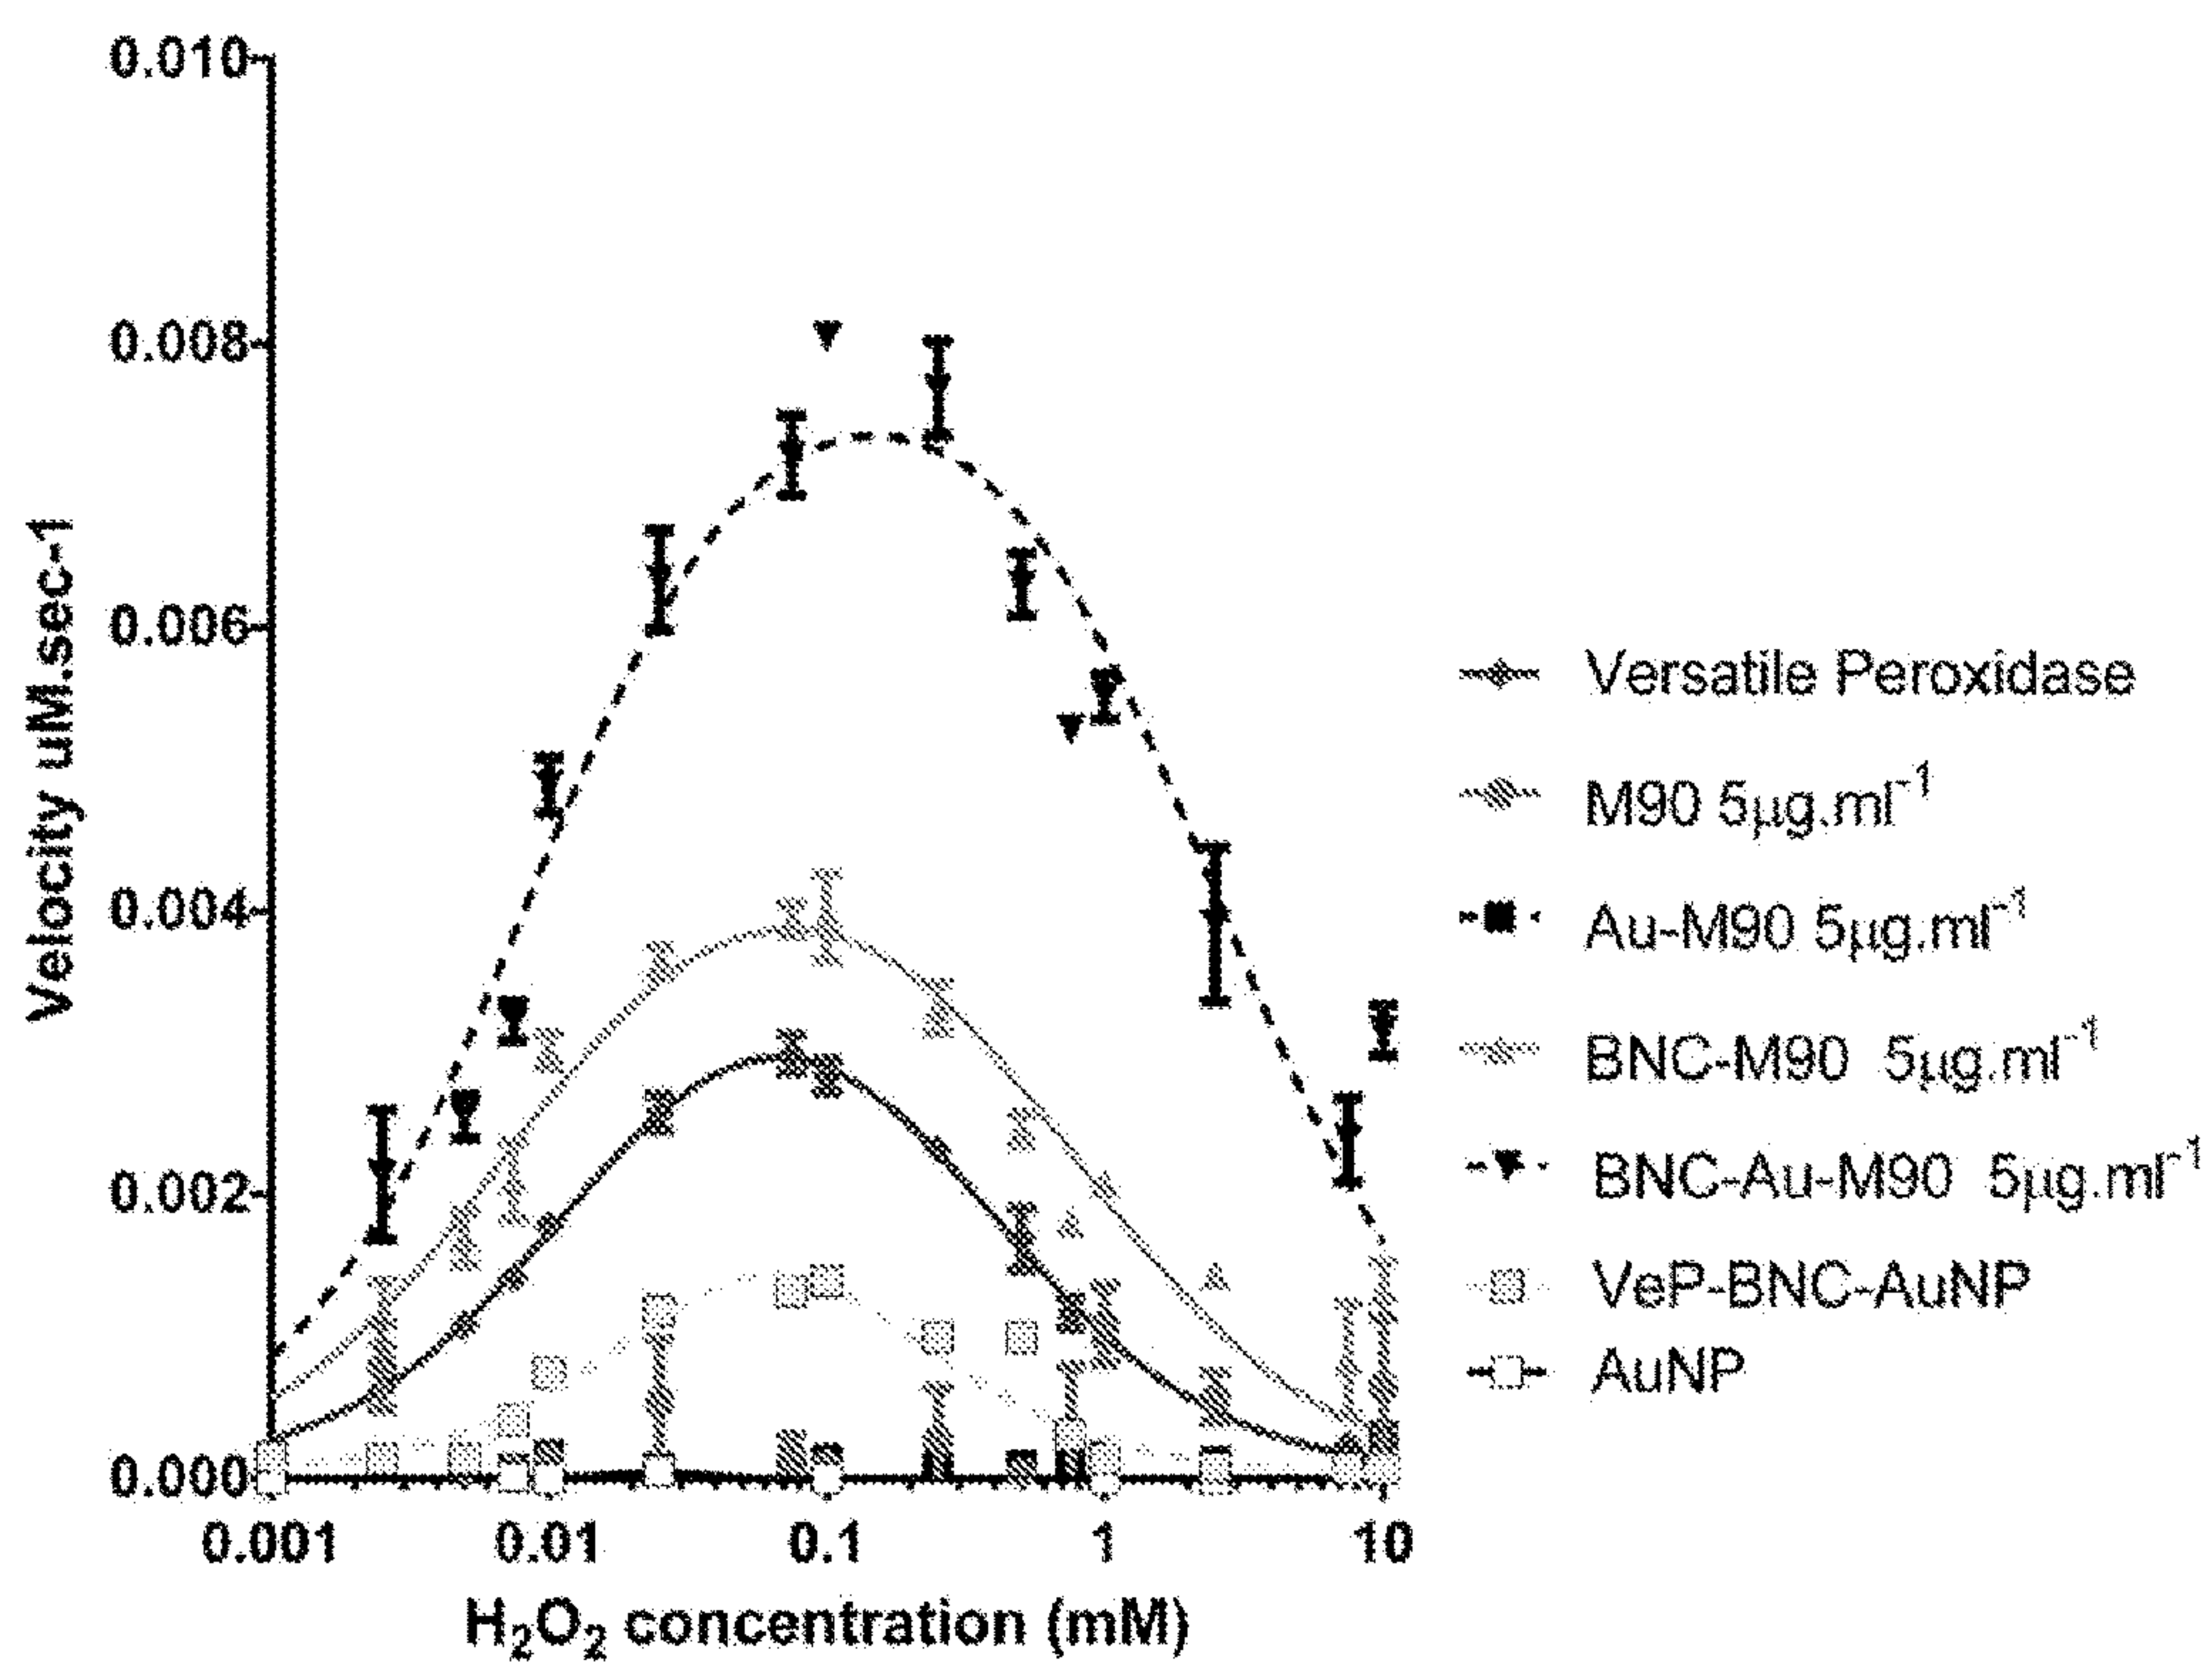 0.010
0.008
0.006
0.004
0.002
0.000
Velocity uM.sec-1
0.001 0.01 0.1 1 10
H₂O₂ concentration (mM)
Versatile Peroxidase
M90 5µg.ml⁻¹
Au-M90 5µg.ml⁻¹
BNC-M90 5µg.ml⁻¹
BNC-Au-M90 5µg.ml⁻¹
VeP-BNC-AuNP
AuNP